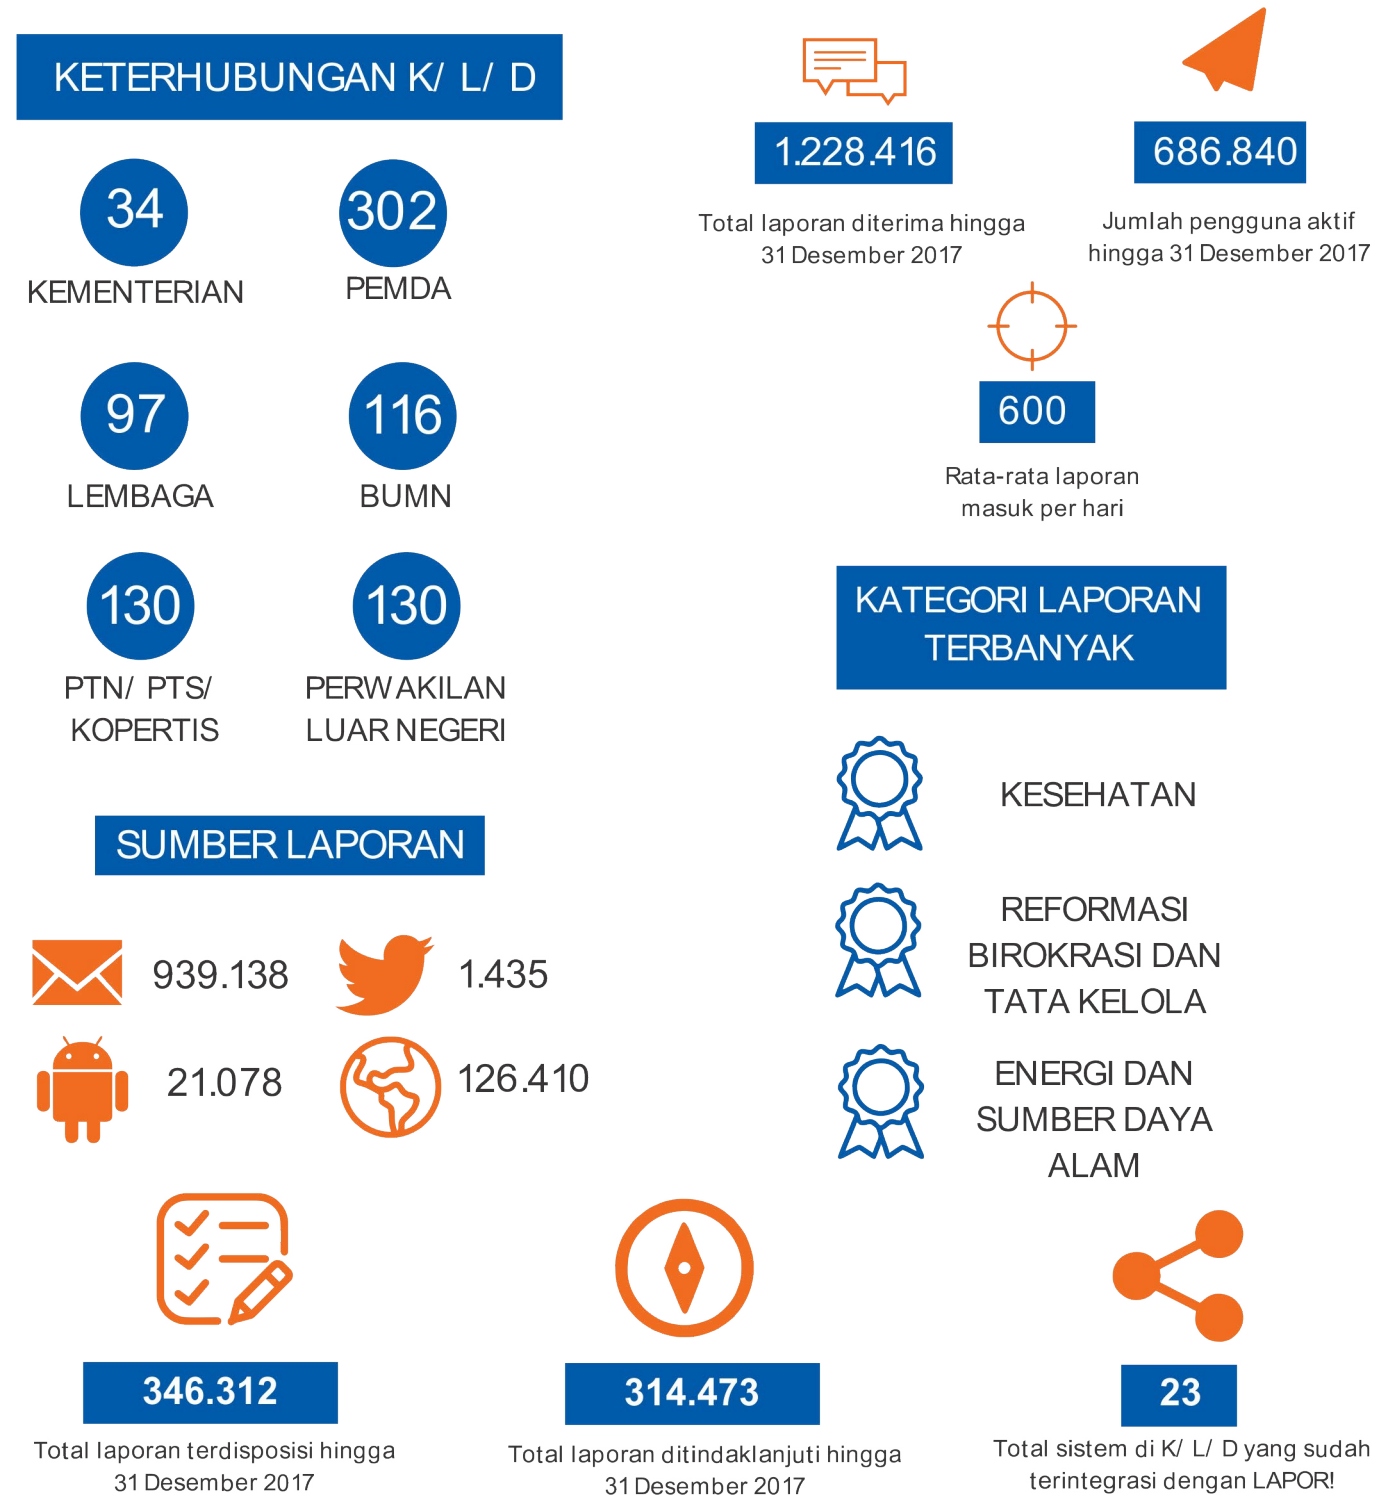 KETERHUBUNGAN K/ L/ D
34
KEMENTERIAN
302
PEMDA
97
LEMBAGA
116
BUMN
130
PTN/ PTS/
KOPERTIS
130
PERWAKILAN
LUAR NEGERI
1.228.416
Total laporan diterima hingga
31 Desember 2017
686.840
Jumlah pengguna aktif
hingga 31 Desember 2017
600
Rata-rata laporan
masuk per hari
KATEGORI LAPORAN
TERBANYAK
KESEHATAN
REFORMASI
BIROKRASI DAN
TATA KELOLA
ENERGI DAN
SUMBER DAYA
ALAM
SUMBER LAPORAN
939.138
1.435
21.078
126.410
346.312
Total laporan terdisposisi hingga
31 Desember 2017
314.473
Total laporan ditindaklanjuti hingga
31 Desember 2017
23
Total sistem di K/ L/ D yang sudah
terintegrasi dengan LAPOR!